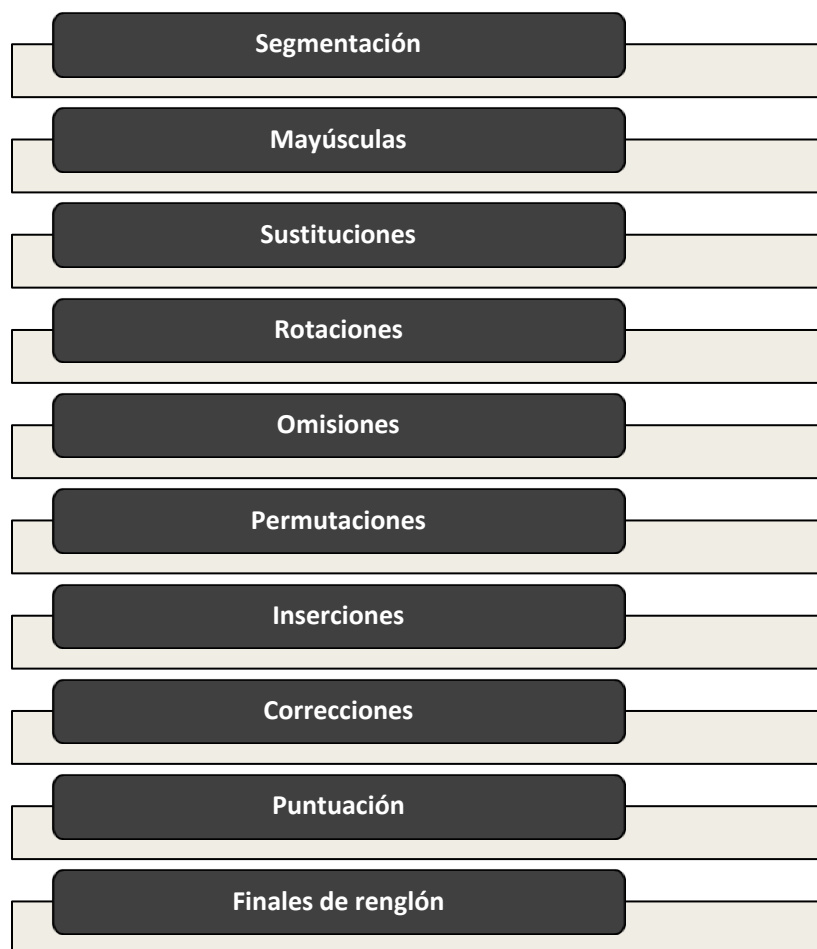 Segmentación
Mayúsculas
Sustituciones
Rotaciones
Omisiones
Permutaciones
Inserciones
Correcciones
Puntuación
Finales de renglón